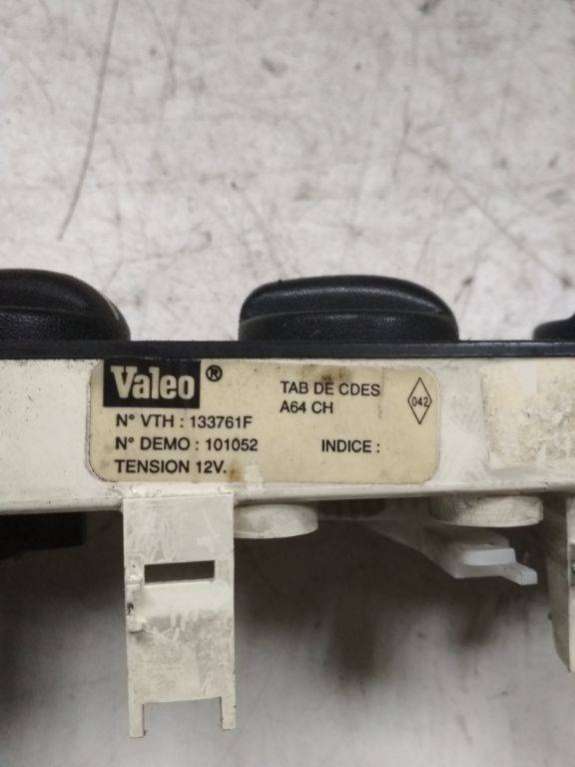 Valeo®
TAB DE CDES
A64 CH
042
N° VTH : 133761F
N° DEMO : 101052 INDICE :
TENSION 12V.